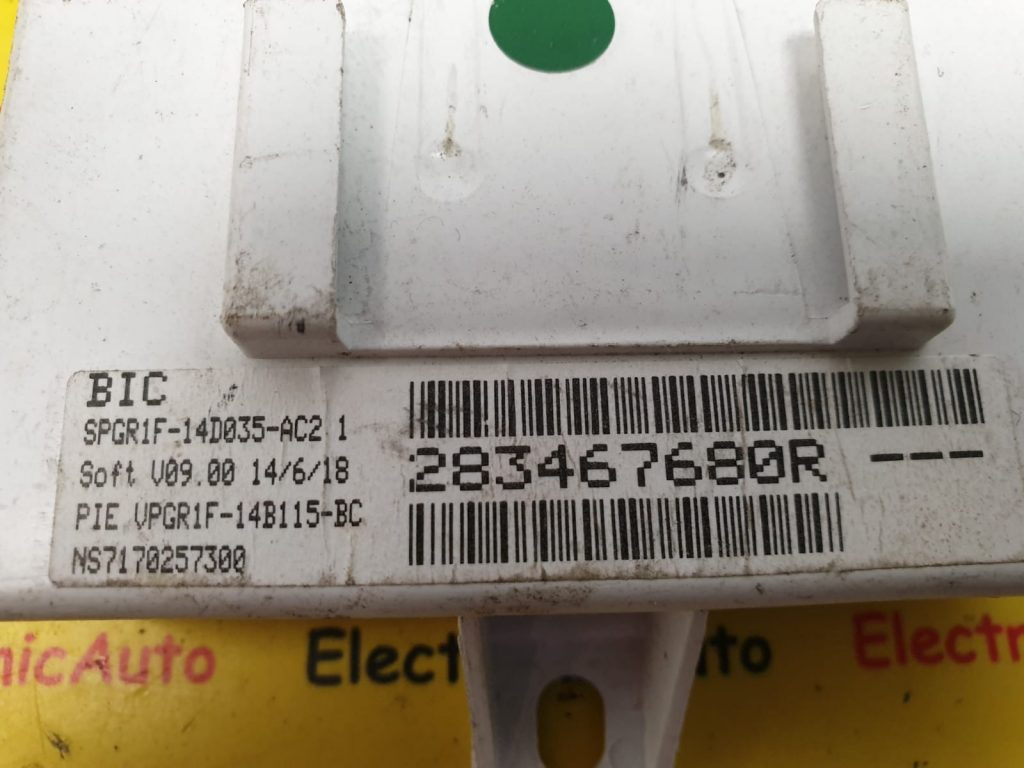 BIC
SPGR1F-14D035-AC2 1
Soft V09.00 14/6/18
PIE VPGR1F-14B115-BC
NS7170257300
283467680R ---
nicAuto Elect uto Electr